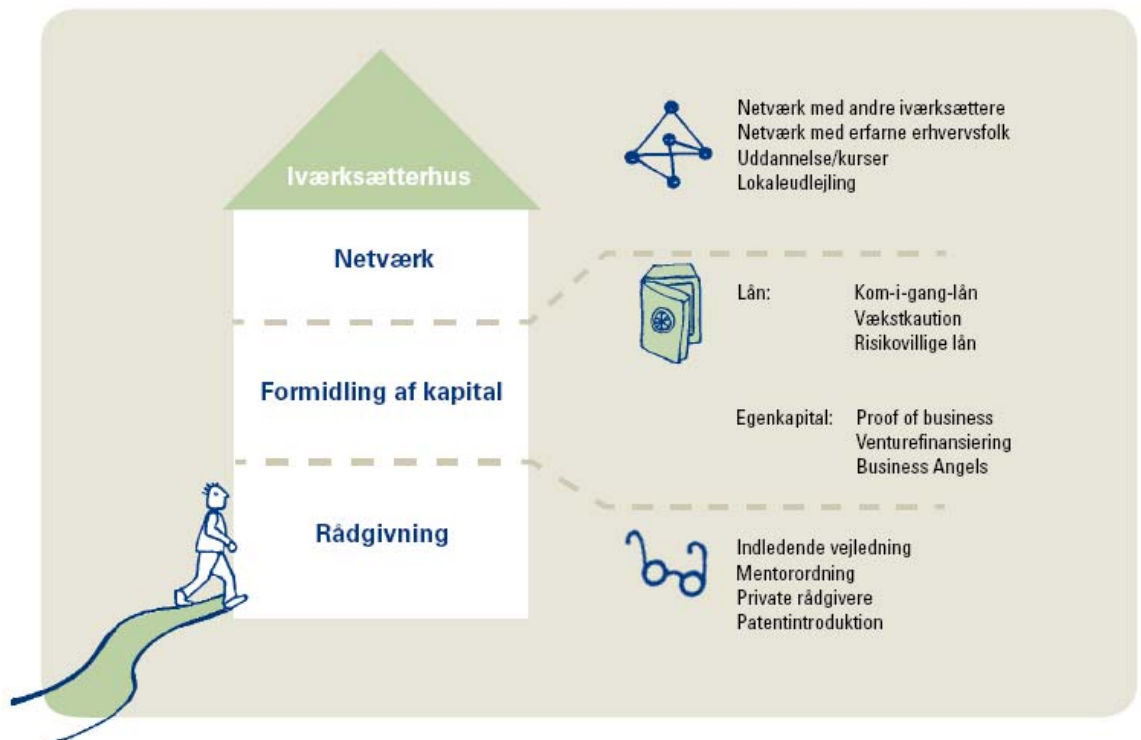 Iværksætterhus
Netværk
Formidling af kapital
Rådgivning
Netværk med andre iværksættere
Netværk med erfarne erhvervsfolk
Uddannelse/kurser
Lokaleudlejling
Lån: Kom-i-gang-lån
Vækstkaution
Risikovillige lån
Egenkapital: Proof of business
Venturefinansiering
Business Angels
Indledende vejledning
Mentorordning
Private rådgivere
Patentintroduktion